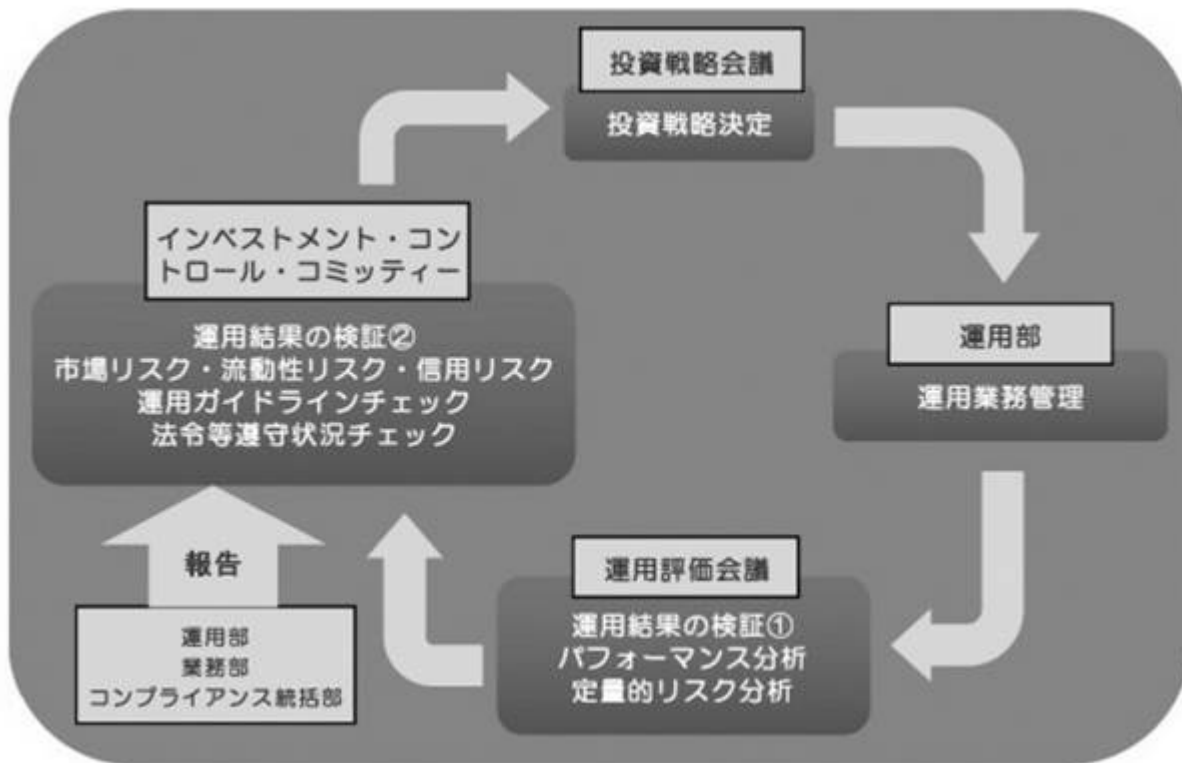 投資戦略会議
投資戦略決定
インベストメント・コン
トロール・コミッティー
運用結果の検証②
市場リスク・流動性リスク・信用リスク
運用ガイドラインチェック
法令等遵守状況チェック
運用部
運用業務管理
運用評価会議
運用結果の検証①
パフォーマンス分析
定量的リスク分析
報告
運用部
業務部
コンプライアンス統括部